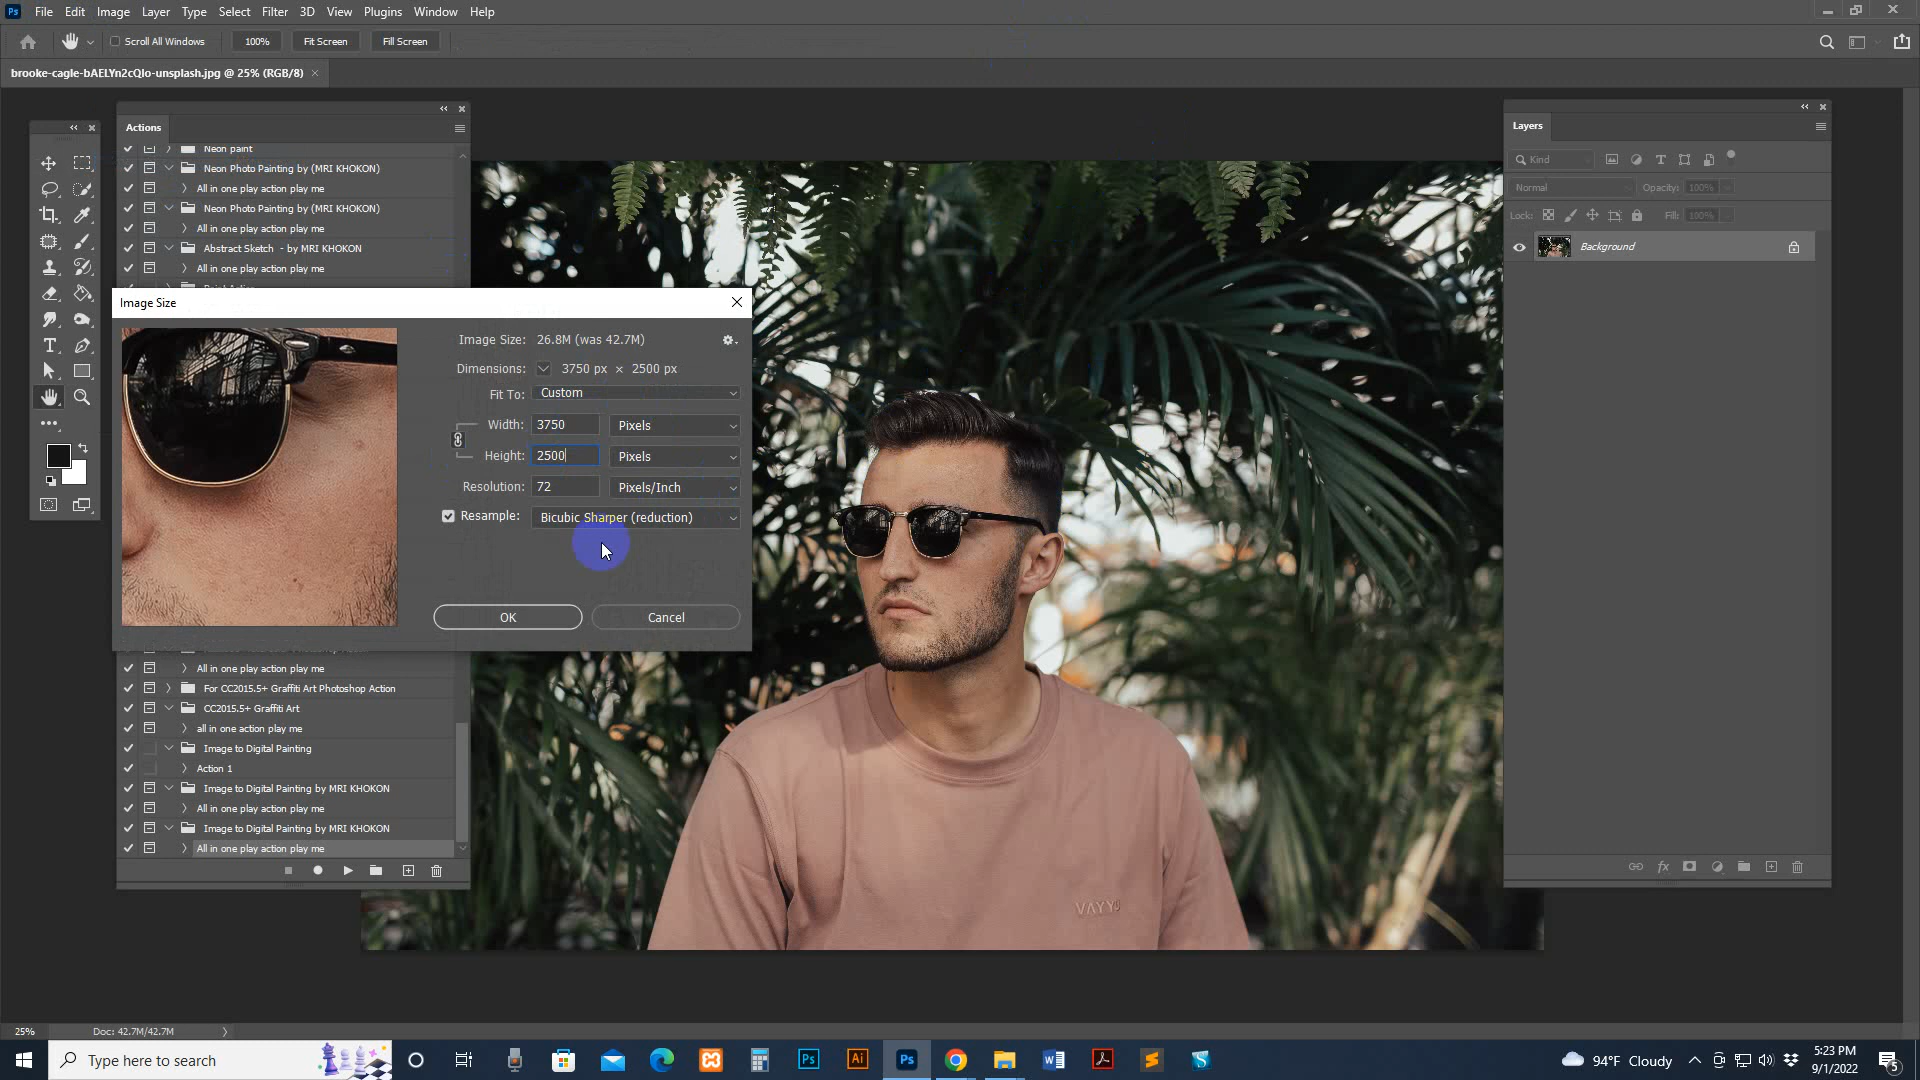 Ps File Edit Image Layer Type Select Filter 3D View Plugins Window Help
Scroll All Windows 100% Fit Screen Fill Screen
brooke-cagle-bAELYn2cQIo-unsplash.jpg @ 25% (RGB/8) ×
Actions
Neon paint
Neon Photo Painting by (MRI KHOKON)
All in one play action play me
Neon Photo Painting by (MRI KHOKON)
All in one play action play me
Abstract Sketch - by MRI KHOKON
All in one play action play me
Image Size
Image Size: 26.8M (was 42.7M)
Dimensions: 3750 px × 2500 px
Fit To: Custom
Width: 3750 Pixels
Height: 2500 Pixels
Resolution: 72 Pixels/Inch
Resample: Bicubic Sharper (reduction)
OK Cancel
All in one play action play me
For CC2015.5+ Graffiti Art Photoshop Action
CC2015.5+ Graffiti Art
all in one action play me
Image to Digital Painting
Action 1
Image to Digital Painting by MRI KHOKON
All in one play action play me
Image to Digital Painting by MRI KHOKON
All in one play action play me
Layers
Kind
Normal Opacity: 100%
Lock: Fill: 100%
Background
fx
25% Doc: 42.7M/42.7M
Type here to search
Ps Ai Ps
94°F Cloudy
5:23 PM
9/1/2022
5